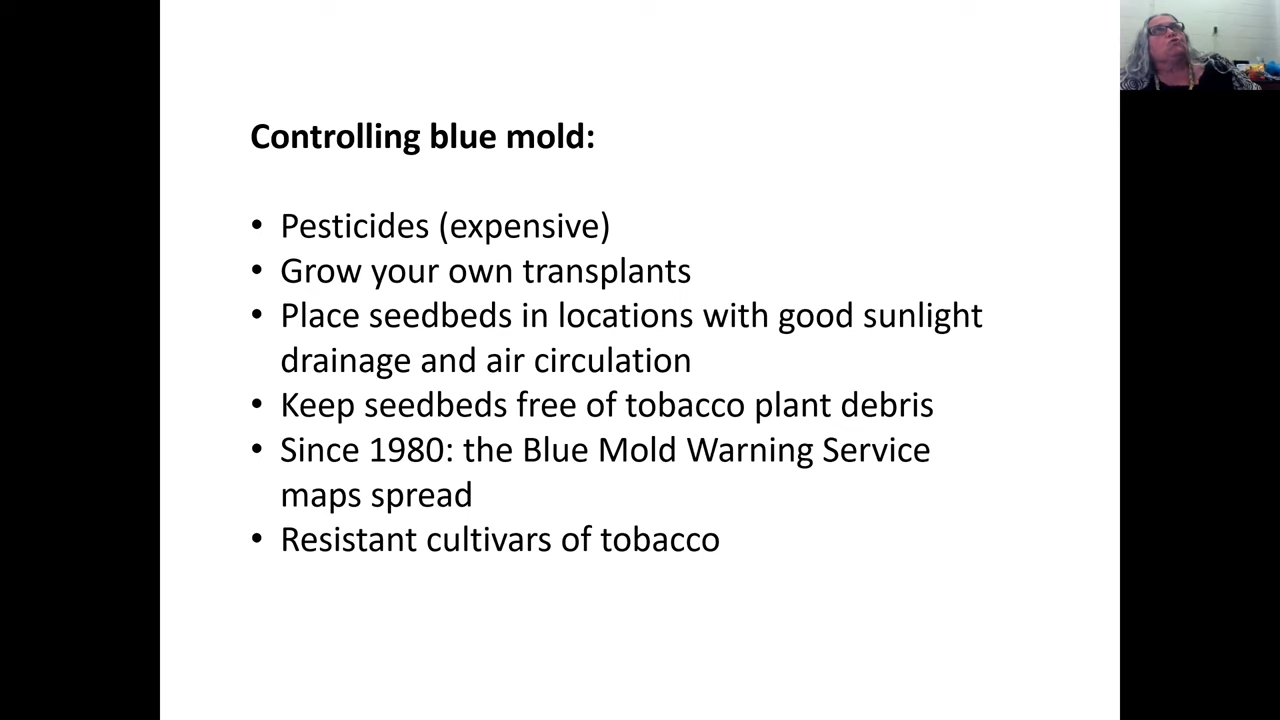 Controlling blue mold:
• Pesticides (expensive)
• Grow your own transplants
• Place seedbeds in locations with good sunlight
drainage and air circulation
• Keep seedbeds free of tobacco plant debris
• Since 1980: the Blue Mold Warning Service
maps spread
• Resistant cultivars of tobacco